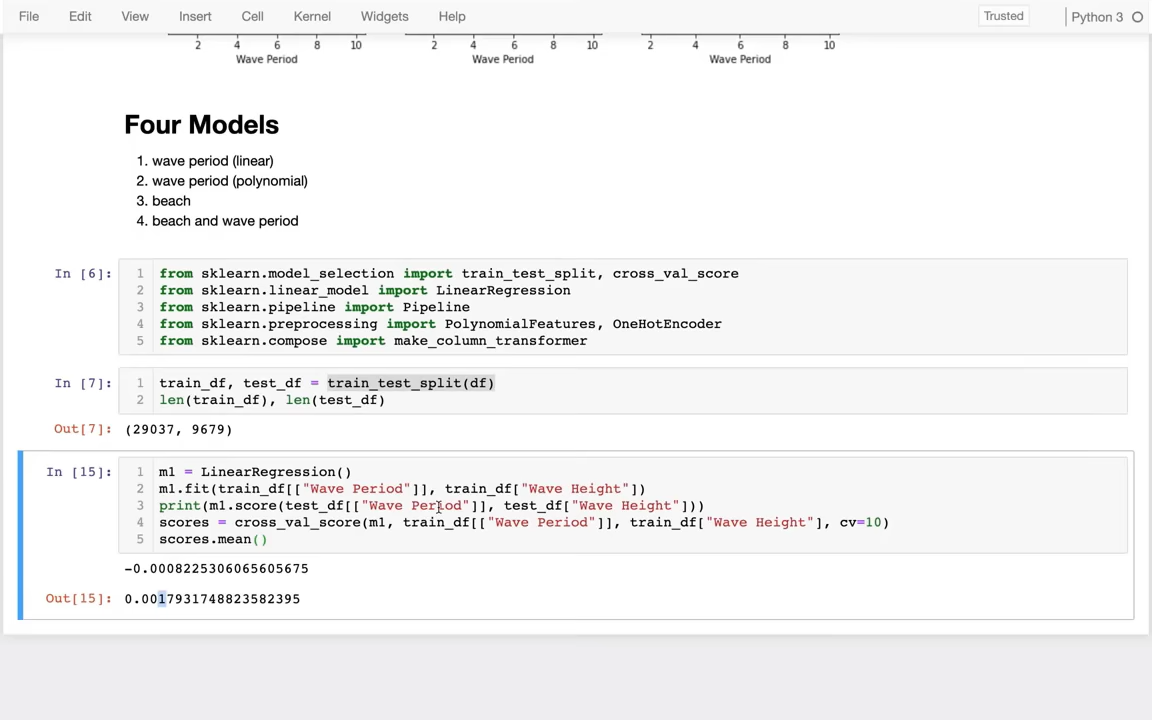 File Edit View Insert Cell Kernel Widgets Help Trusted Python 3
2 4 6 8 10 2 4 6 8 10 2 4 6 8 10
Wave Period Wave Period Wave Period
Four Models
1. wave period (linear)
2. wave period (polynomial)
3. beach
4. beach and wave period
In [6]: 1 from sklearn.model_selection import train_test_split, cross_val_score
2 from sklearn.linear_model import LinearRegression
3 from sklearn.pipeline import Pipeline
4 from sklearn.preprocessing import PolynomialFeatures, OneHotEncoder
5 from sklearn.compose import make_column_transformer
In [7]: 1 train_df, test_df = train_test_split(df)
2 len(train_df), len(test_df)
Out[7]: (29037, 9679)
In [15]: 1 m1 = LinearRegression()
2 m1.fit(train_df[["Wave Period"]], train_df["Wave Height"])
3 print(m1.score(test_df[["Wave Period"]], test_df["Wave Height"]))
4 scores = cross_val_score(m1, train_df[["Wave Period"]], train_df["Wave Height"], cv=10)
5 scores.mean()
-0.0008225306065605675
Out[15]: 0.0017931748823582395